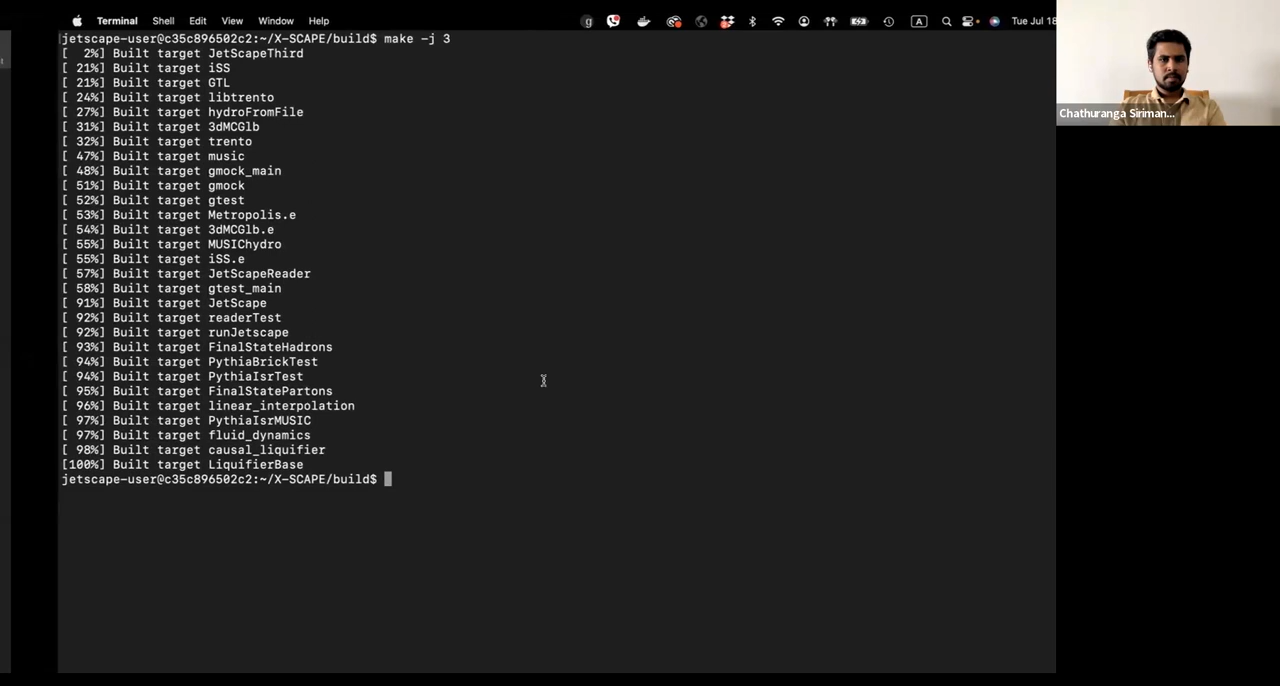 Terminal Shell Edit View Window Help
Tue Jul 18
jetscape-user@c35c896502c2:~/X-SCAPE/build$ make -j 3
[  2%] Built target JetScapeThird
[ 21%] Built target iSS
[ 21%] Built target GTL
[ 24%] Built target libtrento
[ 27%] Built target hydroFromFile
[ 31%] Built target 3dMCGlb
[ 32%] Built target trento
[ 47%] Built target music
[ 48%] Built target gmock_main
[ 51%] Built target gmock
[ 52%] Built target gtest
[ 53%] Built target Metropolis.e
[ 54%] Built target 3dMCGlb.e
[ 55%] Built target MUSIChydro
[ 55%] Built target iSS.e
[ 57%] Built target JetScapeReader
[ 58%] Built target gtest_main
[ 91%] Built target JetScape
[ 92%] Built target readerTest
[ 92%] Built target runJetscape
[ 93%] Built target FinalStateHadrons
[ 94%] Built target PythiaBrickTest
[ 94%] Built target PythiaIsrTest
[ 95%] Built target FinalStatePartons
[ 96%] Built target linear_interpolation
[ 97%] Built target PythiaIsrMUSIC
[ 97%] Built target fluid_dynamics
[ 98%] Built target causal_liquifier
[100%] Built target LiquifierBase
jetscape-user@c35c896502c2:~/X-SCAPE/build$
Chathuranga Siriman...